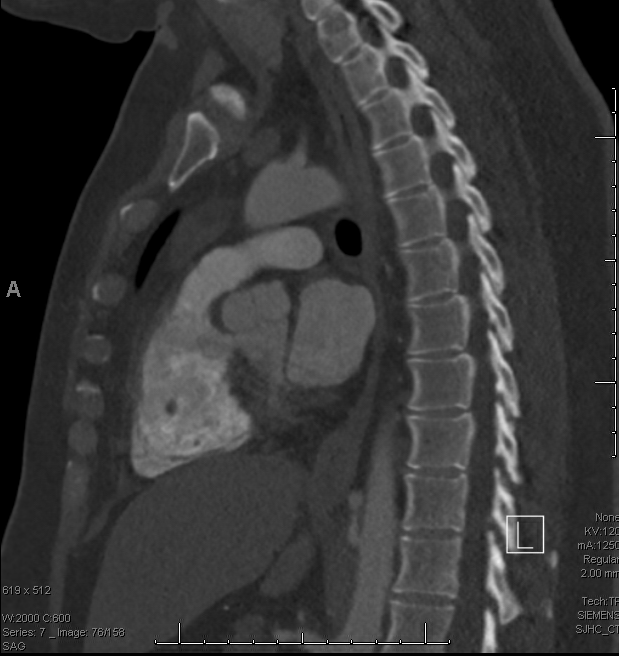 A
L
None
KV:120
mA:1250
Regular
2.00 mm
619 x 512
W:2000 C:600
Series: 7 _ Image: 76/158
SAG
Tech:TP
SIEMENS
SJHC_CT